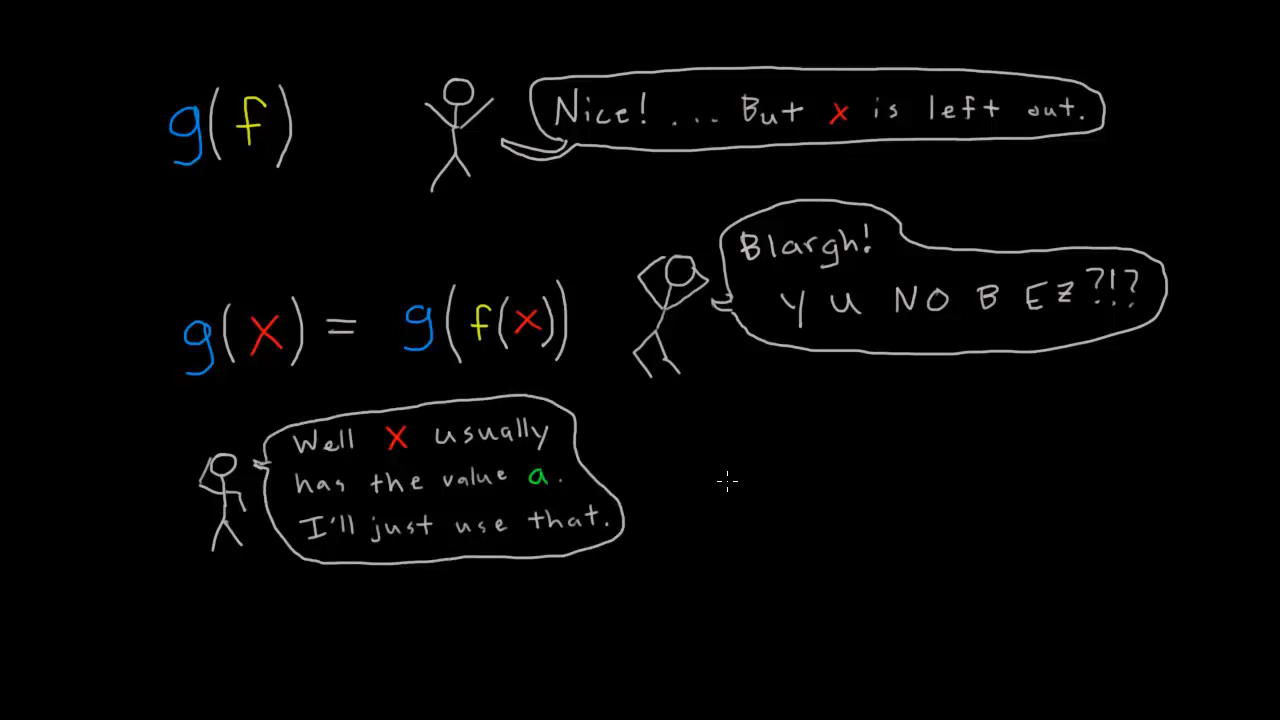 g(f)
Nice! ... But x is left out.
Blargh!
Y U NO B EZ?!?
g(x) = g(f(x))
Well x usually
has the value a.
I'll just use that.